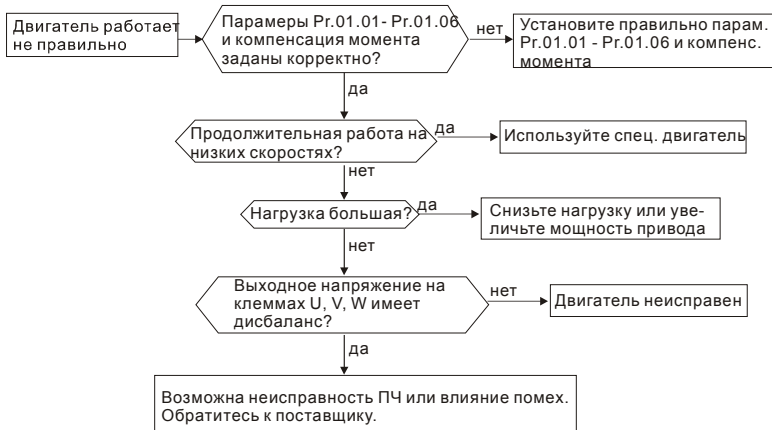 Двигатель работает
не правильно
Парамеры Pr.01.01- Pr.01.06
и компенсация момента
заданы корректно?
нет
Установите правильно парам.
Pr.01.01 - Pr.01.06 и компенс.
момента
да
Продолжительная работа на
низких скоростях?
да
Используйте спец. двигатель
нет
Нагрузка большая?
да
Снизьте нагрузку или уве-
личьте мощность привода
нет
Выходное напряжение на
клеммах U, V, W имеет
дисбаланс?
нет
Двигатель неисправен
да
Возможна неисправность ПЧ или влияние помех.
Обратитесь к поставщику.